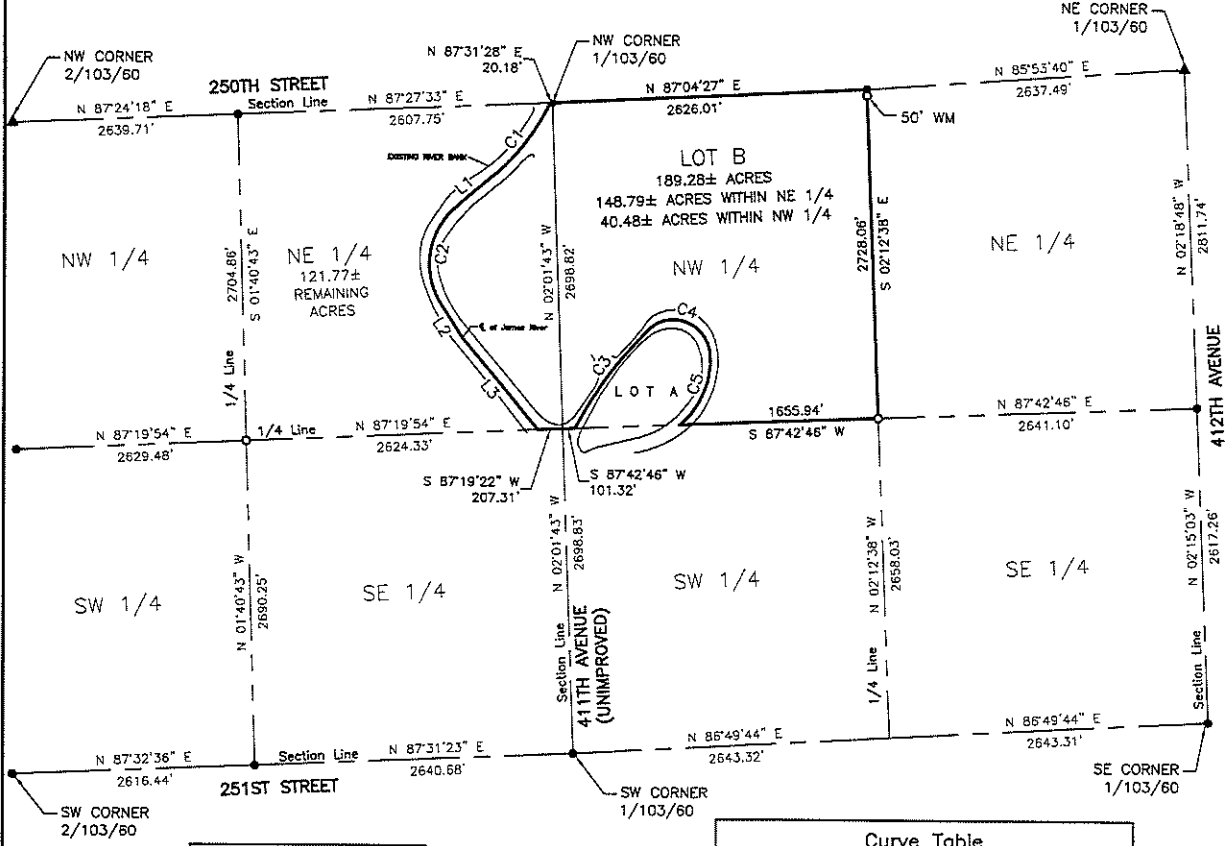 NE CORNER
1/103/60
NW CORNER
2/103/60
N 87°31'28" E
20.18'
NW CORNER
1/103/60
250TH STREET
Section Line
N 87°24'18" E
2639.71'
N 87°27'33" E
2607.75'
N 87°04'27" E
2626.01'
N 85°53'40" E
2637.49'
50' WM
EXISTING RIVER BANK
C1
L1
C2
L2
L3
LOT B
189.28± ACRES
148.79± ACRES WITHIN NE 1/4
40.48± ACRES WITHIN NW 1/4
NW 1/4
2704.86'
S 01°40'43" E
NE 1/4
121.77±
REMAINING
ACRES
N 02°01'43" W
2698.82'
NW 1/4
2728.06'
S 02°12'38" E
NE 1/4
N 02°18'48" W
2811.74'
℄ of James River
C3
C4
C5
LOT A
1/4 Line
412TH AVENUE
N 87°19'54" E
2629.48'
1/4 Line
N 87°19'54" E
2624.33'
1655.94'
S 87°42'46" W
N 87°42'46" E
2641.10'
S 87°19'22" W
207.31'
S 87°42'46" W
101.32'
SW 1/4
N 01°40'43" W
2690.25'
SE 1/4
N 02°01'43" W
2698.83'
Section Line
411TH AVENUE
(UNIMPROVED)
SW 1/4
N 02°12'38" W
2658.03'
1/4 Line
SE 1/4
N 02°15'03" W
2617.26'
Section Line
N 87°32'36" E
2616.44'
Section Line
N 87°31'23" E
2640.68'
N 86°49'44" E
2643.32'
N 86°49'44" E
2643.31'
251ST STREET
SW CORNER
2/103/60
SW CORNER
1/103/60
SE CORNER
1/103/60
Curve Table